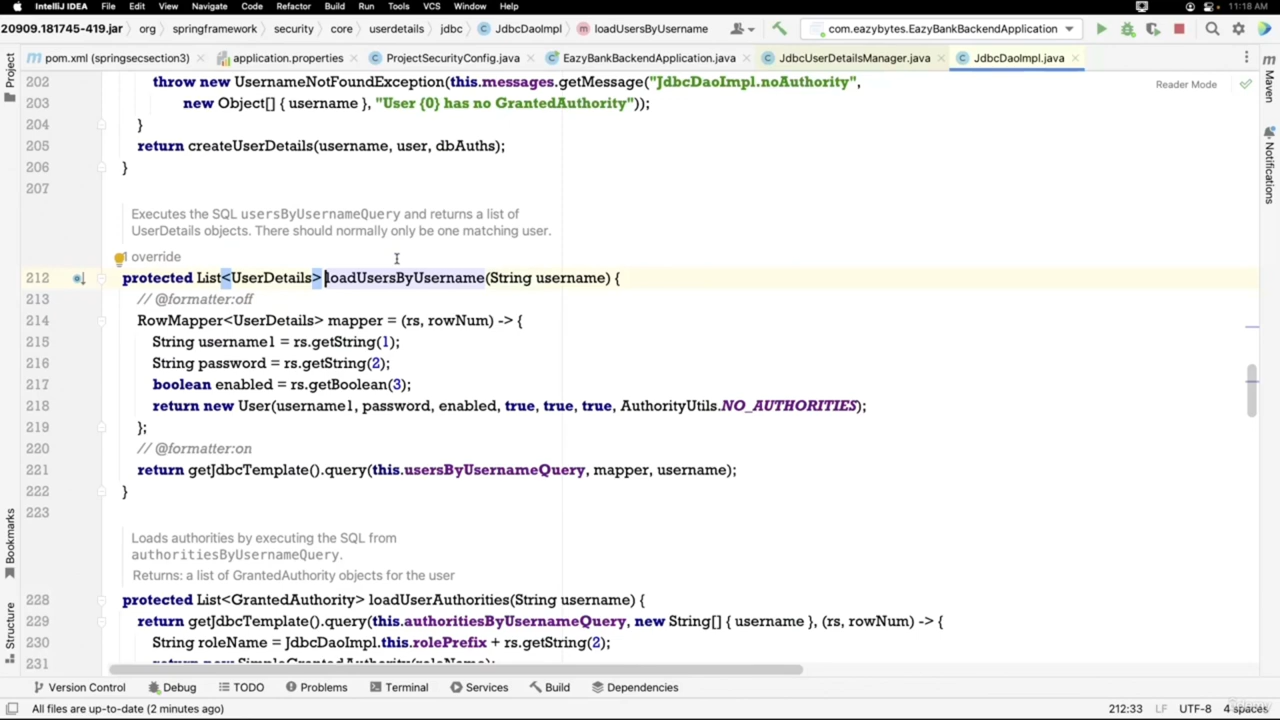 IntelliJ IDEA File Edit View Navigate Code Refactor Build Run Tools VCS Window Help 11:18 AM
20909.181745-419.jar org springframework security core userdetails jdbc JdbcDaoImpl loadUsersByUsername com.eazybytes.EazyBankBackendApplication
pom.xml (springsecsection3) application.properties ProjectSecurityConfig.java EazyBankBackendApplication.java JdbcUserDetailsManager.java JdbcDaoImpl.java
Project
Maven
Notifications
Bookmarks
Structure
Reader Mode
202 throw new UsernameNotFoundException(this.messages.getMessage("JdbcDaoImpl.noAuthority",
203 new Object[] { username }, "User {0} has no GrantedAuthority"));
204 }
205 return createUserDetails(username, user, dbAuths);
206 }
207
Executes the SQL usersByUsernameQuery and returns a list of
UserDetails objects. There should normally only be one matching user.
1 override
212 protected List<UserDetails> loadUsersByUsername(String username) {
213 // @formatter:off
214 RowMapper<UserDetails> mapper = (rs, rowNum) -> {
215 String username1 = rs.getString(1);
216 String password = rs.getString(2);
217 boolean enabled = rs.getBoolean(3);
218 return new User(username1, password, enabled, true, true, true, AuthorityUtils.NO_AUTHORITIES);
219 };
220 // @formatter:on
221 return getJdbcTemplate().query(this.usersByUsernameQuery, mapper, username);
222 }
223
Loads authorities by executing the SQL from
authoritiesByUsernameQuery.
Returns: a list of GrantedAuthority objects for the user
228 protected List<GrantedAuthority> loadUserAuthorities(String username) {
229 return getJdbcTemplate().query(this.authoritiesByUsernameQuery, new String[] { username }, (rs, rowNum) -> {
230 String roleName = JdbcDaoImpl.this.rolePrefix + rs.getString(2);
231 return new SimpleGrantedAuthority(roleName);
Version Control Debug TODO Problems Terminal Services Build Dependencies
All files are up-to-date (2 minutes ago) 212:33 LF UTF-8 4 spaces